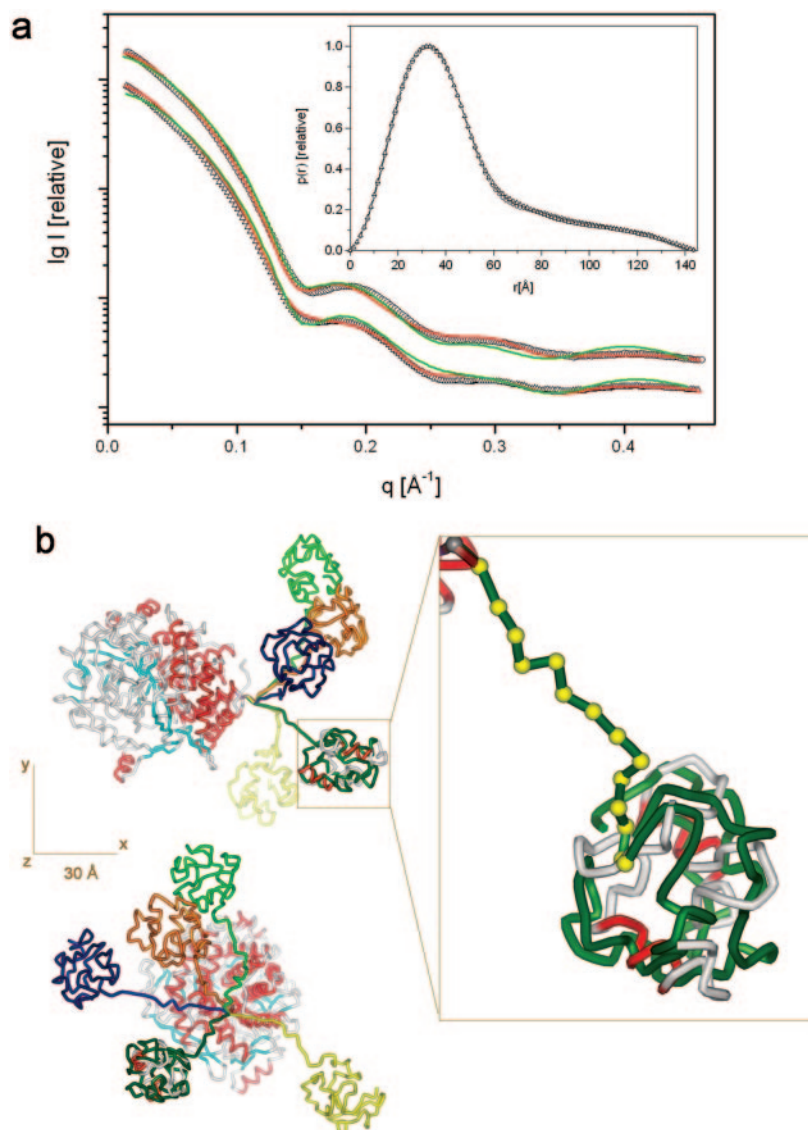 a
lg I [relative]
0.0 0.1 0.2 0.3 0.4
q [Å⁻¹]
p(r) [relative]
1.0
0.8
0.6
0.4
0.2
0.0
0 20 40 60 80 100 120 140
r[Å]
b
y
z x
30 Å